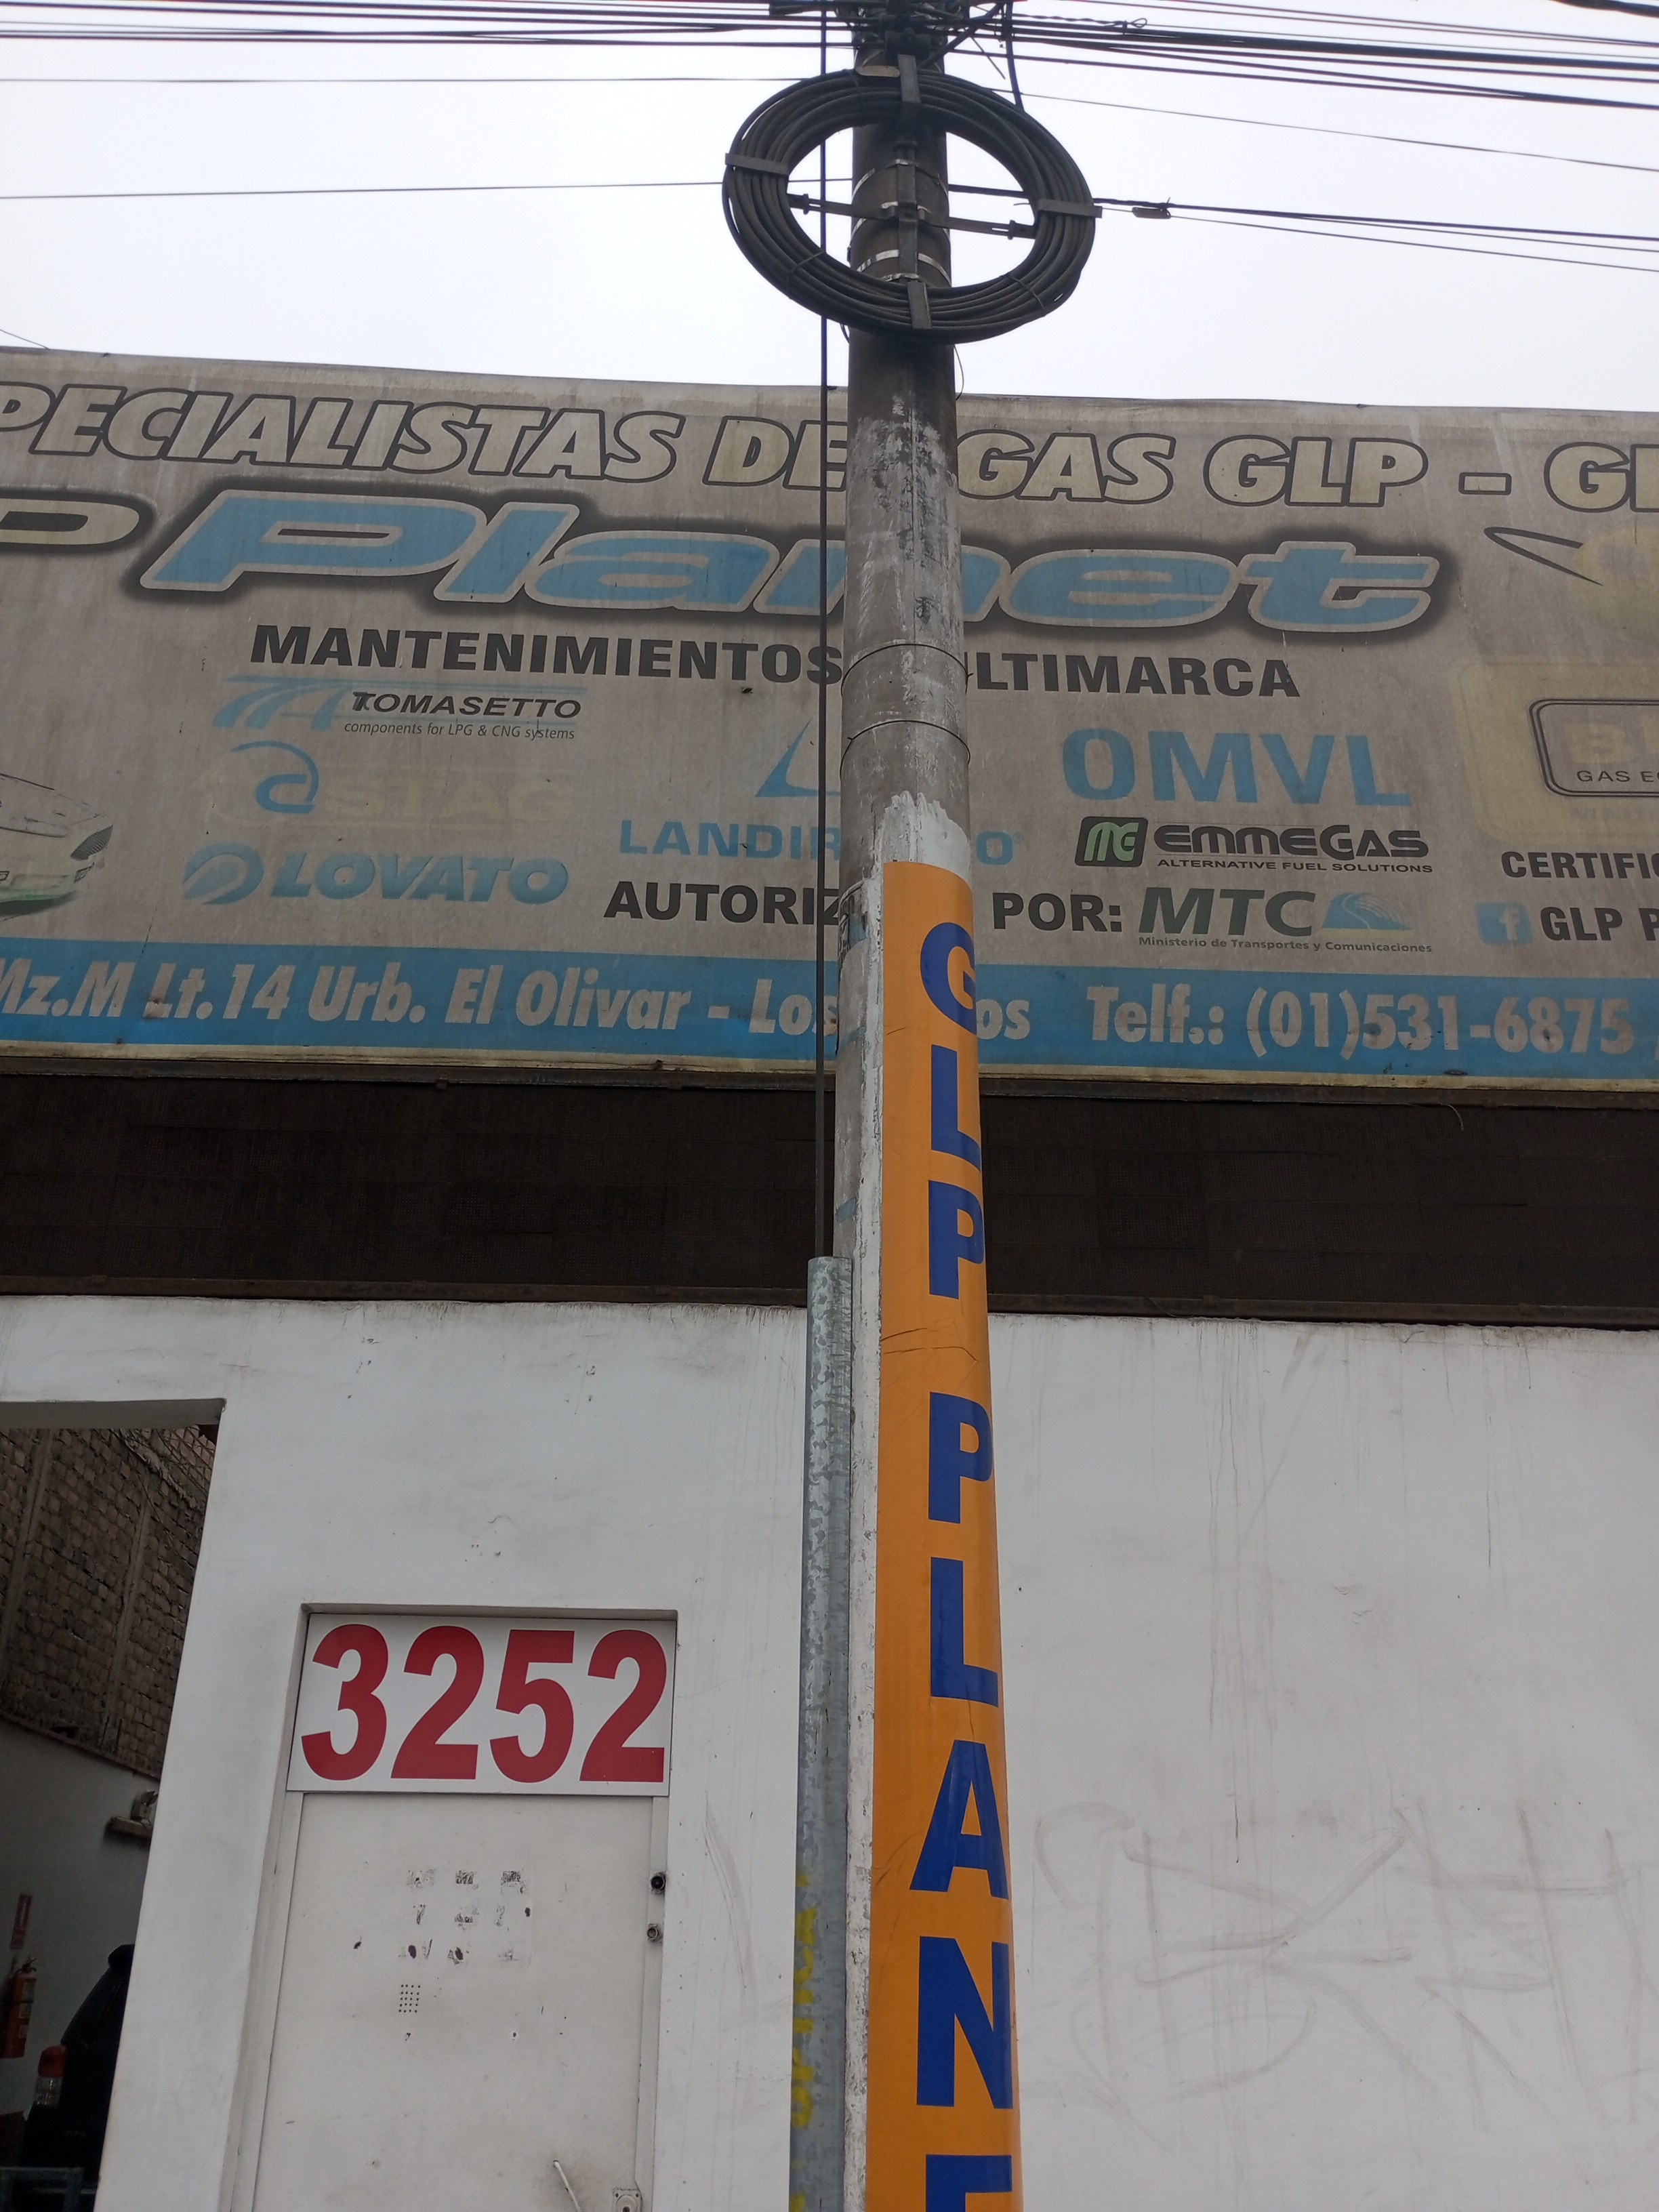 PECIALISTAS DE GAS GLP - G
P Planet
MANTENIMIENTOS LTIMARCA
TOMASETTO
components for LPG & CNG systems
OMVL
GAS E
LANDIR O
EMMEGAS
ALTERNATIVE FUEL SOLUTIONS
LOVATO
CERTIFIC
AUTORIZ POR: MTC
Ministerio de Transportes y Comunicaciones
f GLP P
Mz.M Lt.14 Urb. El Olivar - Los os Telf.: (01)531-6875
GLP PLANE
3252